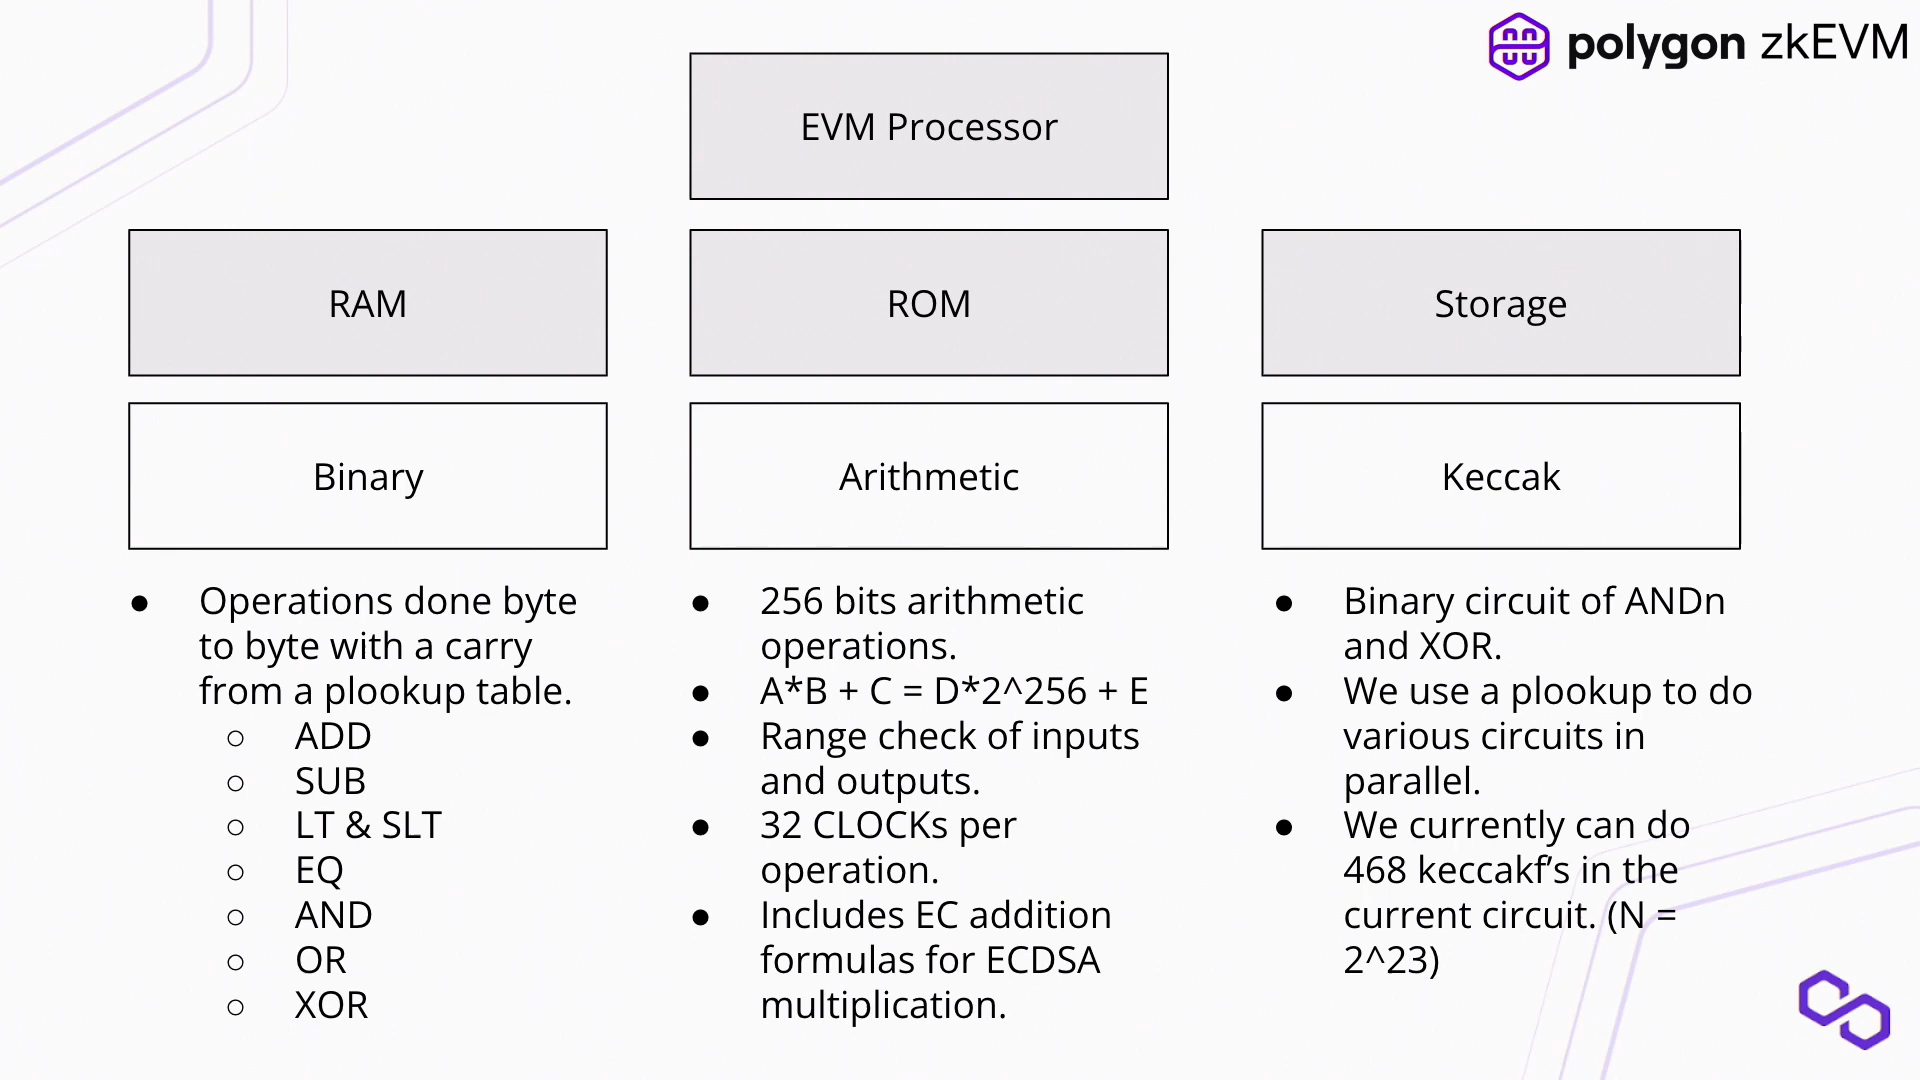 polygon zkEVM
EVM Processor
RAM
ROM
Storage
Binary
Arithmetic
Keccak
● Operations done byte
to byte with a carry
from a plookup table.
○ ADD
○ SUB
○ LT & SLT
○ EQ
○ AND
○ OR
○ XOR
● 256 bits arithmetic
operations.
● A*B + C = D*2^256 + E
● Range check of inputs
and outputs.
● 32 CLOCKs per
operation.
● Includes EC addition
formulas for ECDSA
multiplication.
● Binary circuit of ANDn
and XOR.
● We use a plookup to do
various circuits in
parallel.
● We currently can do
468 keccakf’s in the
current circuit. (N =
2^23)